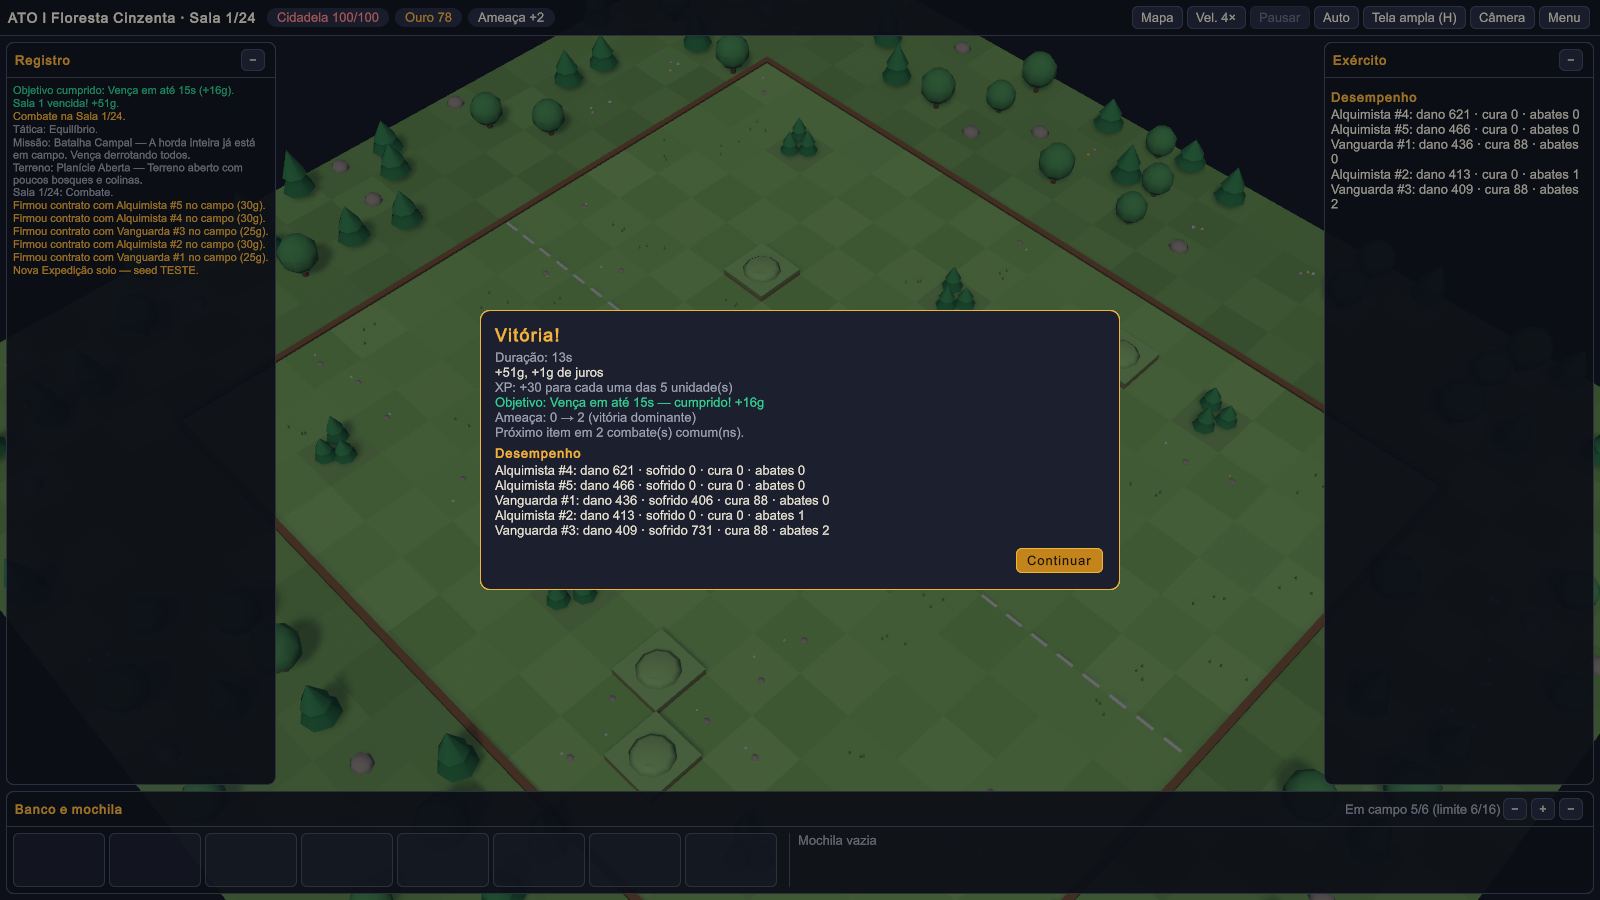 ATO I Floresta Cinzenta · Sala 1/24
Cidadela 100/100
Ouro 78
Ameaça +2
Mapa
Vel. 4×
Pausar
Auto
Tela ampla (H)
Câmera
Menu
Registro
−
Objetivo cumprido: Vença em até 15s (+16g).
Sala 1 vencida! +51g.
Combate na Sala 1/24.
Tática: Equilíbrio.
Missão: Batalha Campal — A horda inteira já está
em campo. Vença derrotando todos.
Terreno: Planície Aberta — Terreno aberto com
poucos bosques e colinas.
Sala 1/24: Combate.
Firmou contrato com Alquimista #5 no campo (30g).
Firmou contrato com Alquimista #4 no campo (30g).
Firmou contrato com Vanguarda #3 no campo (25g).
Firmou contrato com Alquimista #2 no campo (30g).
Firmou contrato com Vanguarda #1 no campo (25g).
Nova Expedição solo — seed TESTE.
Vitória!
Duração: 13s
+51g, +1g de juros
XP: +30 para cada uma das 5 unidade(s)
Objetivo: Vença em até 15s — cumprido! +16g
Ameaça: 0 → 2 (vitória dominante)
Próximo item em 2 combate(s) comum(ns).
Desempenho
Alquimista #4: dano 621 · sofrido 0 · cura 0 · abates 0
Alquimista #5: dano 466 · sofrido 0 · cura 0 · abates 0
Vanguarda #1: dano 436 · sofrido 406 · cura 88 · abates 0
Alquimista #2: dano 413 · sofrido 0 · cura 0 · abates 1
Vanguarda #3: dano 409 · sofrido 731 · cura 88 · abates 2
Continuar
Exército
−
Desempenho
Alquimista #4: dano 621 · cura 0 · abates 0
Alquimista #5: dano 466 · cura 0 · abates 0
Vanguarda #1: dano 436 · cura 88 · abates
0
Alquimista #2: dano 413 · cura 0 · abates 1
Vanguarda #3: dano 409 · cura 88 · abates
2
Banco e mochila
Em campo 5/6 (limite 6/16)
−
+
−
Mochila vazia